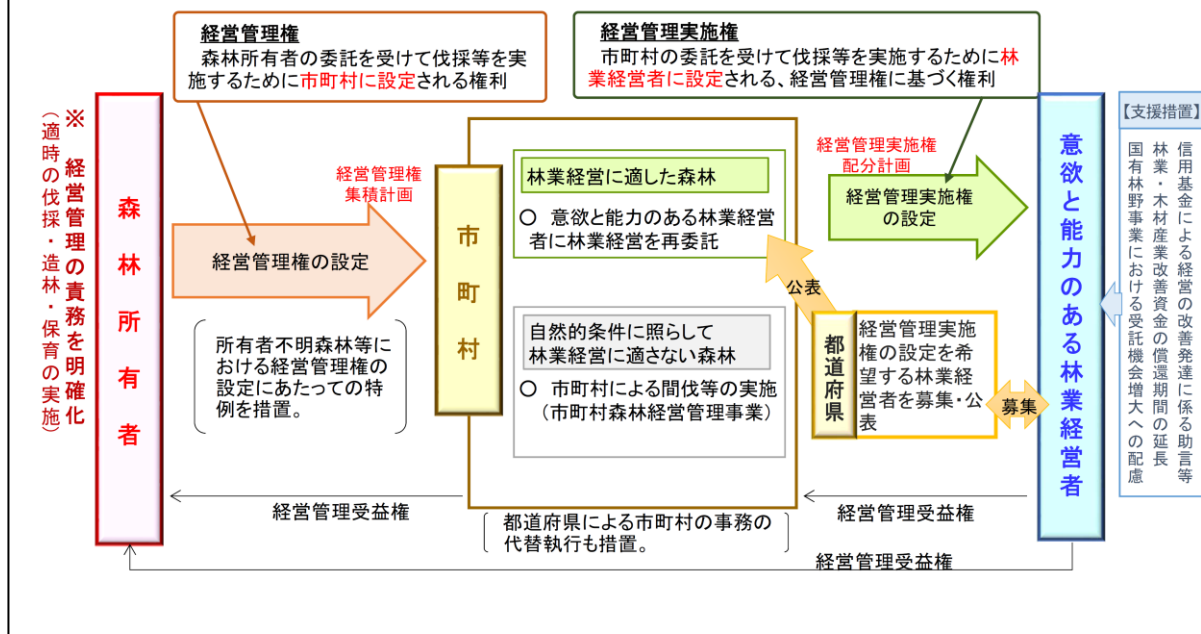 経営管理権
森林所有者の委託を受けて伐採等を実
施するために市町村に設定される権利
経営管理実施権
市町村の委託を受けて伐採等を実施するために林
業経営者に設定される、経営管理権に基づく権利
※ 経営管理の責務を明確化
（適時の伐採・造林・保育の実施）
森林所有者
経営管理権
集積計画
経営管理権の設定
所有者不明森林等に
おける経営管理権の
設定にあたっての特
例を措置。
市町村
林業経営に適した森林
○ 意欲と能力のある林業経営
者に林業経営を再委託
自然的条件に照らして
林業経営に適さない森林
○ 市町村による間伐等の実施
（市町村森林経営管理事業）
経営管理実施権
配分計画
経営管理実施権
の設定
公表
都道府県
経営管理実施
権の設定を希
望する林業経
営者を募集・公
表
募集
意欲と能力のある林業経営者
【支援措置】
信用基金による経営の改善発達に係る助言等
林業・木材産業改善資金の償還期間の延長
国有林野事業における受託機会増大への配慮
経営管理受益権
都道府県による市町村の事務の
代替執行も措置。
経営管理受益権
経営管理受益権